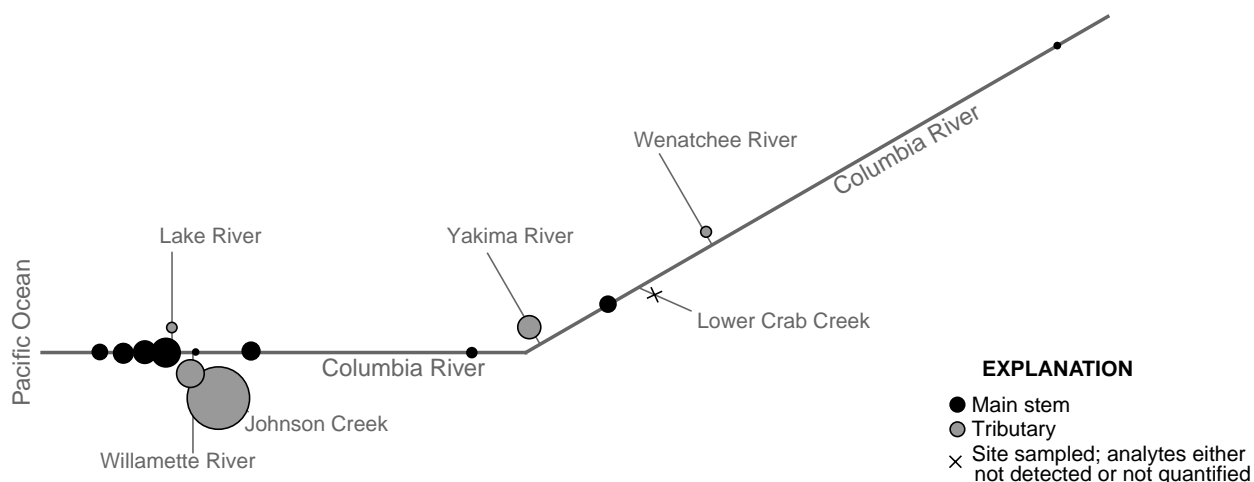 Columbia River
Wenatchee River
Lake River
Yakima River
Pacific Ocean
Lower Crab Creek
Columbia River
Johnson Creek
Willamette River
EXPLANATION
Main stem
Tributary
Site sampled; analytes either
not detected or not quantified